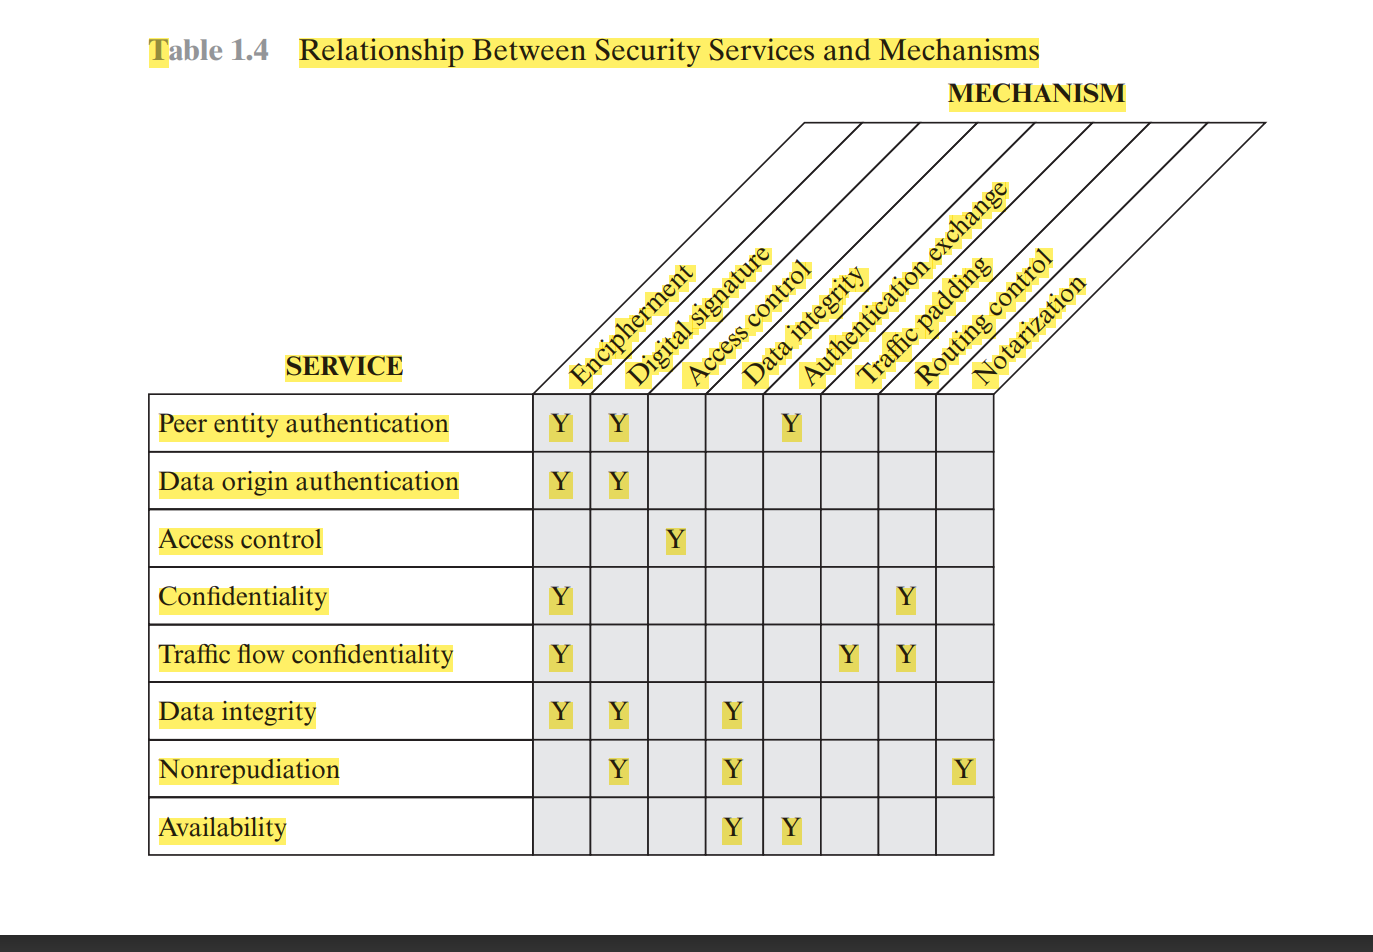 Table 1.4 Relationship Between Security Services and Mechanisms
MECHANISM
Encipherment
Digital signature
Access control
Data integrity
Authentication exchange
Traffic padding
Routing control
Notarization
SERVICE
Peer entity authentication Y Y Y
Data origin authentication Y Y
Access control Y
Confidentiality Y Y
Traffic flow confidentiality Y Y Y
Data integrity Y Y Y
Nonrepudiation Y Y Y
Availability Y Y